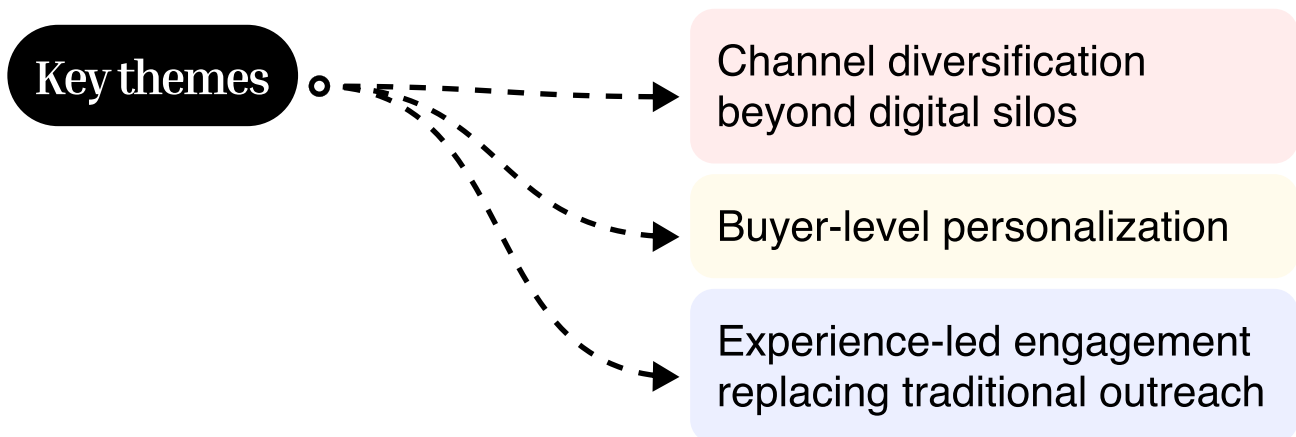 Key themes
Channel diversification
beyond digital silos
Buyer-level personalization
Experience-led engagement
replacing traditional outreach